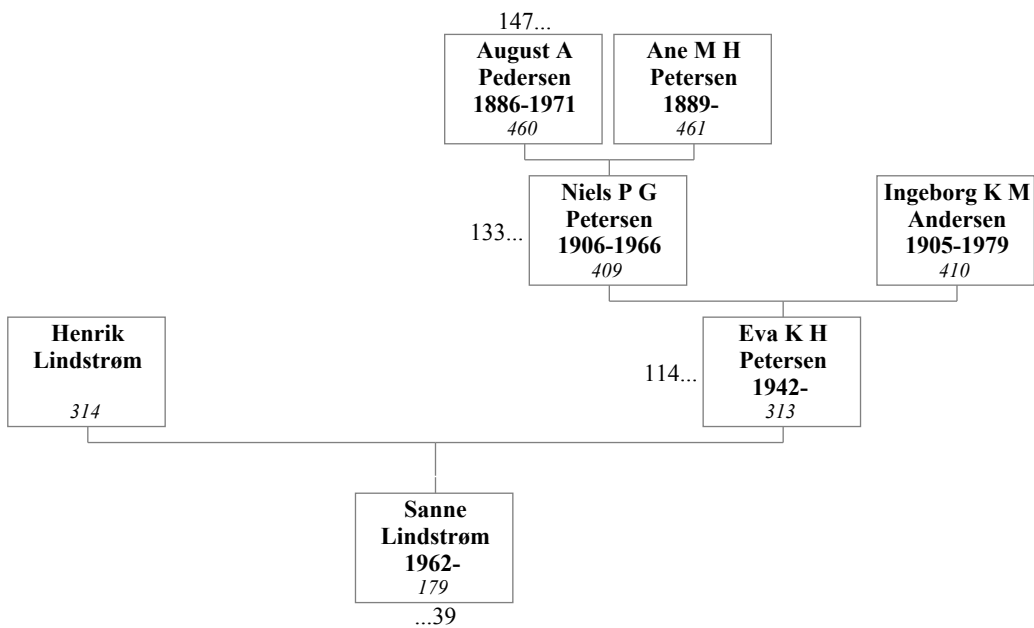 147...
August A
Pedersen
1886-1971
460
Ane M H
Petersen
1889-
461
133...
Niels P G
Petersen
1906-1966
409
Ingeborg K M
Andersen
1905-1979
410
Henrik
Lindstrøm
314
114...
Eva K H
Petersen
1942-
313
Sanne
Lindstrøm
1962-
179
...39